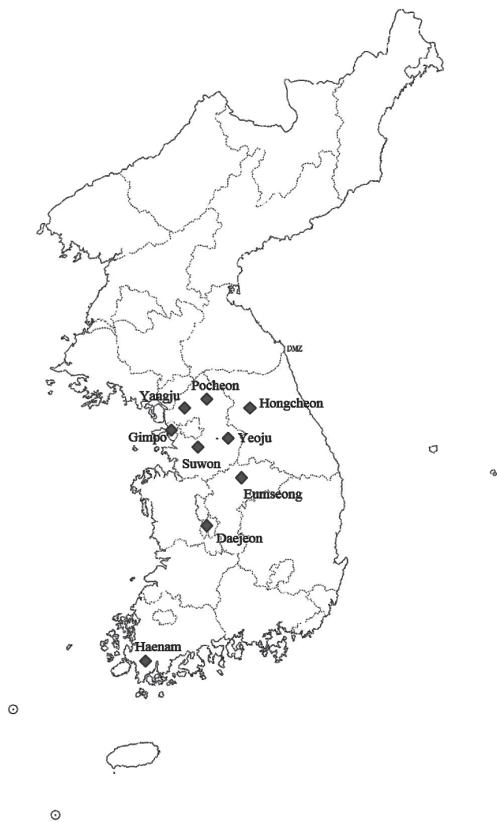 DMZ
Pocheon
Yangju
Hongcheon
Gimpo
Yeoju
Suwon
Eumseong
Daejeon
Haenam